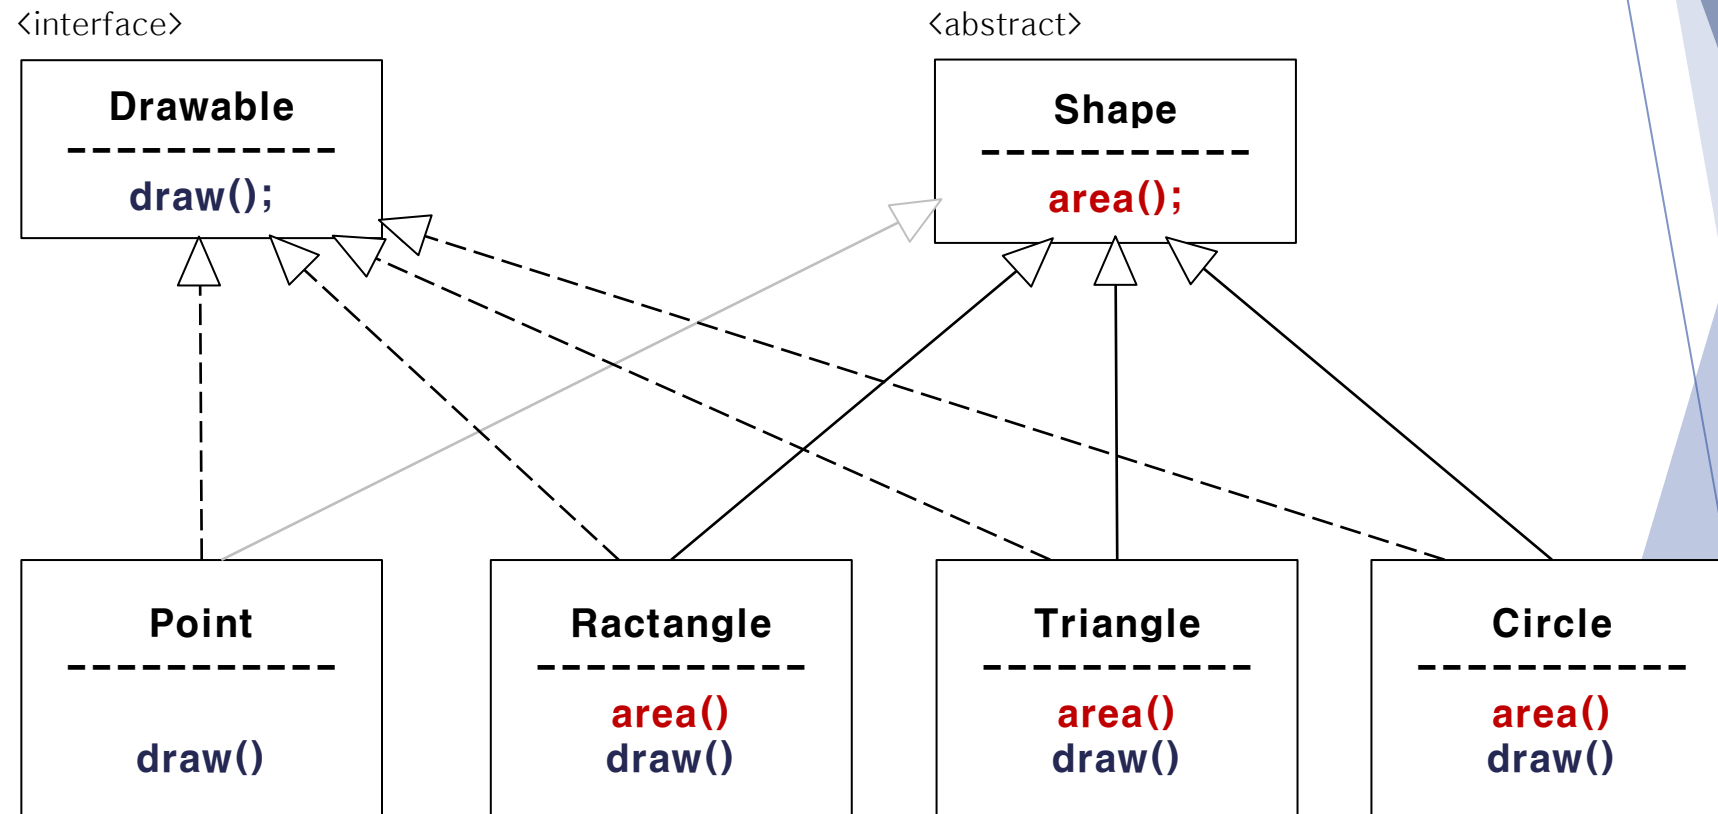 <interface>
Drawable
draw();
<abstract>
Shape
area();
Point
draw()
Ractangle
area()
draw()
Triangle
area()
draw()
Circle
area()
draw()